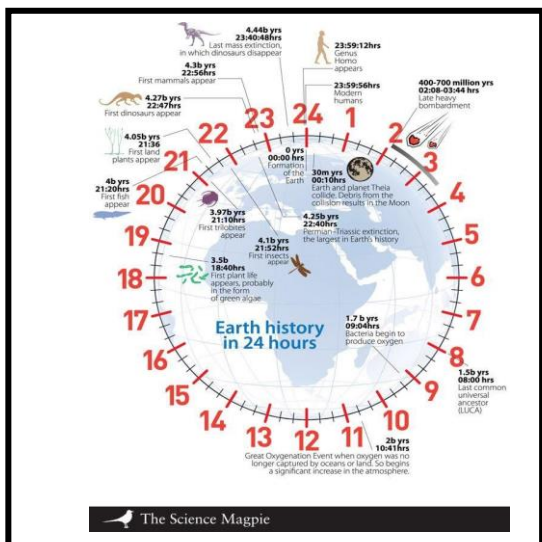 4.44b yrs
23:40:48hrs
Last mass extinction,
in which dinosaurs disappear
4.3b yrs
22:56hrs
First mammals appear
4.27b yrs
22:47hrs
First dinosaurs appear
4.05b yrs
21:36
First land
plants appear
4b yrs
21:20hrs
First fish
appear
23:59:12hrs
Genus
Homo
appears
23:59:56hrs
Modern
humans
400-700 million yrs
02:08-03:44 hrs
Late heavy
bombardment
24
1
2
3
4
5
6
7
8
9
10
11
12
13
14
15
16
17
18
19
20
21
22
23
0 yrs
00:00 hrs
Formation
of the
Earth
30m yrs
00:10hrs
Earth and planet Theia
collide. Debris from the
collision results in the Moon
3.97b yrs
21:10hrs
First trilobites
appear
4.25b yrs
22:40hrs
Permian-Triassic extinction,
the largest in Earth's history
4.1b yrs
21:52hrs
First insects
appear
3.5b
18:40hrs
First plant life
appears, probably
in the form
of green algae
Earth history
in 24 hours
1.7 b yrs
09:04hrs
Bacteria begin to
produce oxygen
1.5b yrs
08:00 hrs
Last common
universal
ancestor
(LUCA)
2b yrs
10:41hrs
Great Oxygenation Event when oxygen was no
longer captured by oceans or land. So begins
a significant increase in the atmosphere.
The Science Magpie